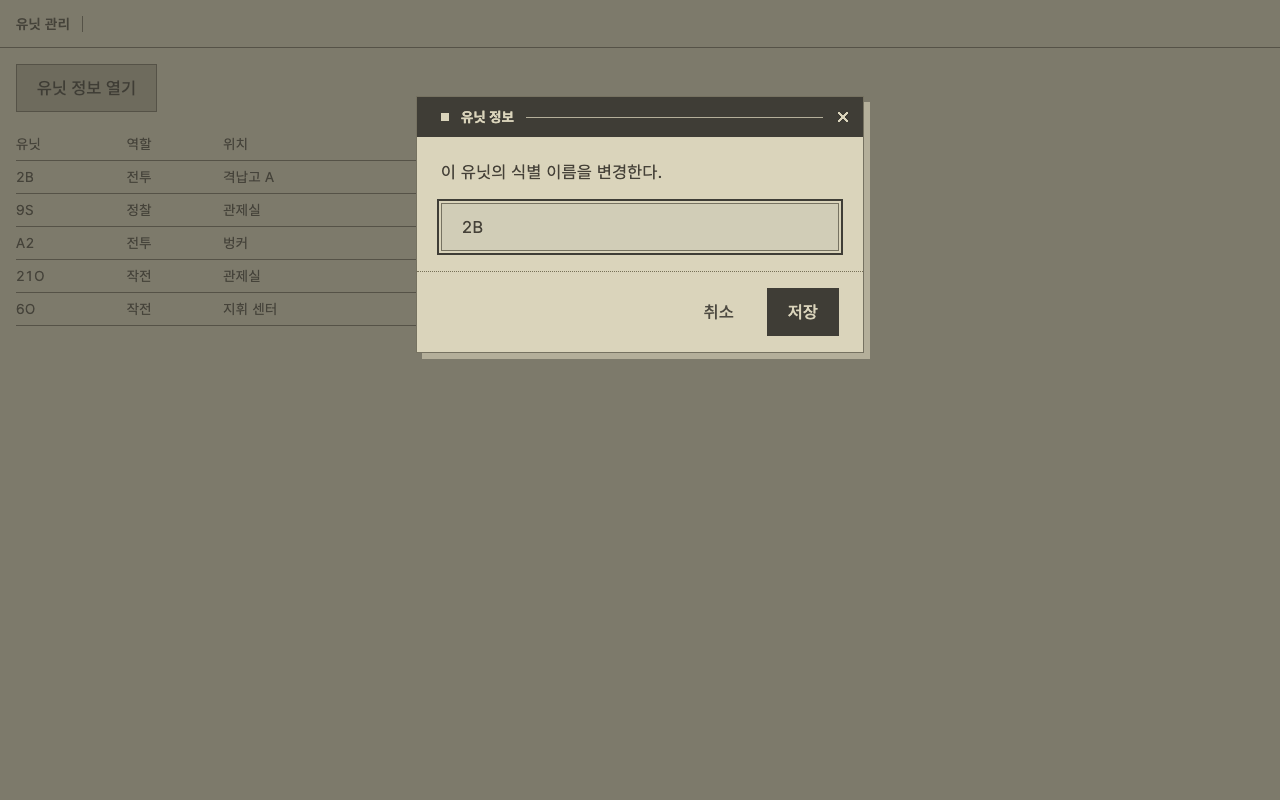 유닛 관리
유닛 정보 열기
유닛 역할 위치
2B 전투 격납고 A
9S 정찰 관제실
A2 전투 벙커
21O 작전 관제실
6O 작전 지휘 센터
유닛 정보
이 유닛의 식별 이름을 변경한다.
2B
취소 저장